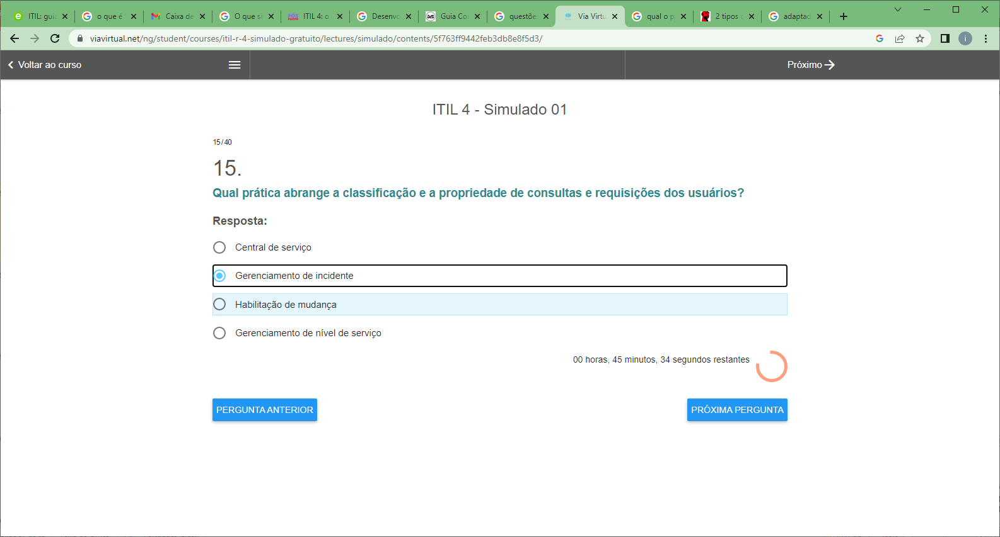 ITIL: guia
o que é
Caixa de
O que sã
ITIL 4: o
Desenvo
Guia Co
questõe
Via Virtu
qual o p
2 tipos
adaptad
viavirtual.net/ng/student/courses/itil-r-4-simulado-gratuito/lectures/simulado/contents/5f763ff9442feb3db8e8f5d3/
i
Voltar ao curso
Próximo
ITIL 4 - Simulado 01
15/40
15.
Qual prática abrange a classificação e a propriedade de consultas e requisições dos usuários?
Resposta:
Central de serviço
Gerenciamento de incidente
Habilitação de mudança
Gerenciamento de nível de serviço
00 horas, 45 minutos, 34 segundos restantes
PERGUNTA ANTERIOR
PRÓXIMA PERGUNTA